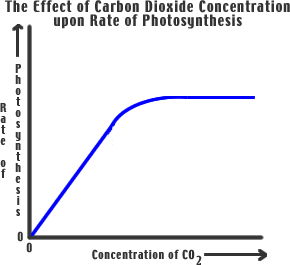 The Effect of Carbon Dioxide Concentration
upon Rate of Photosynthesis
Rate of
Photosynthesis
0
0
Concentration of CO2